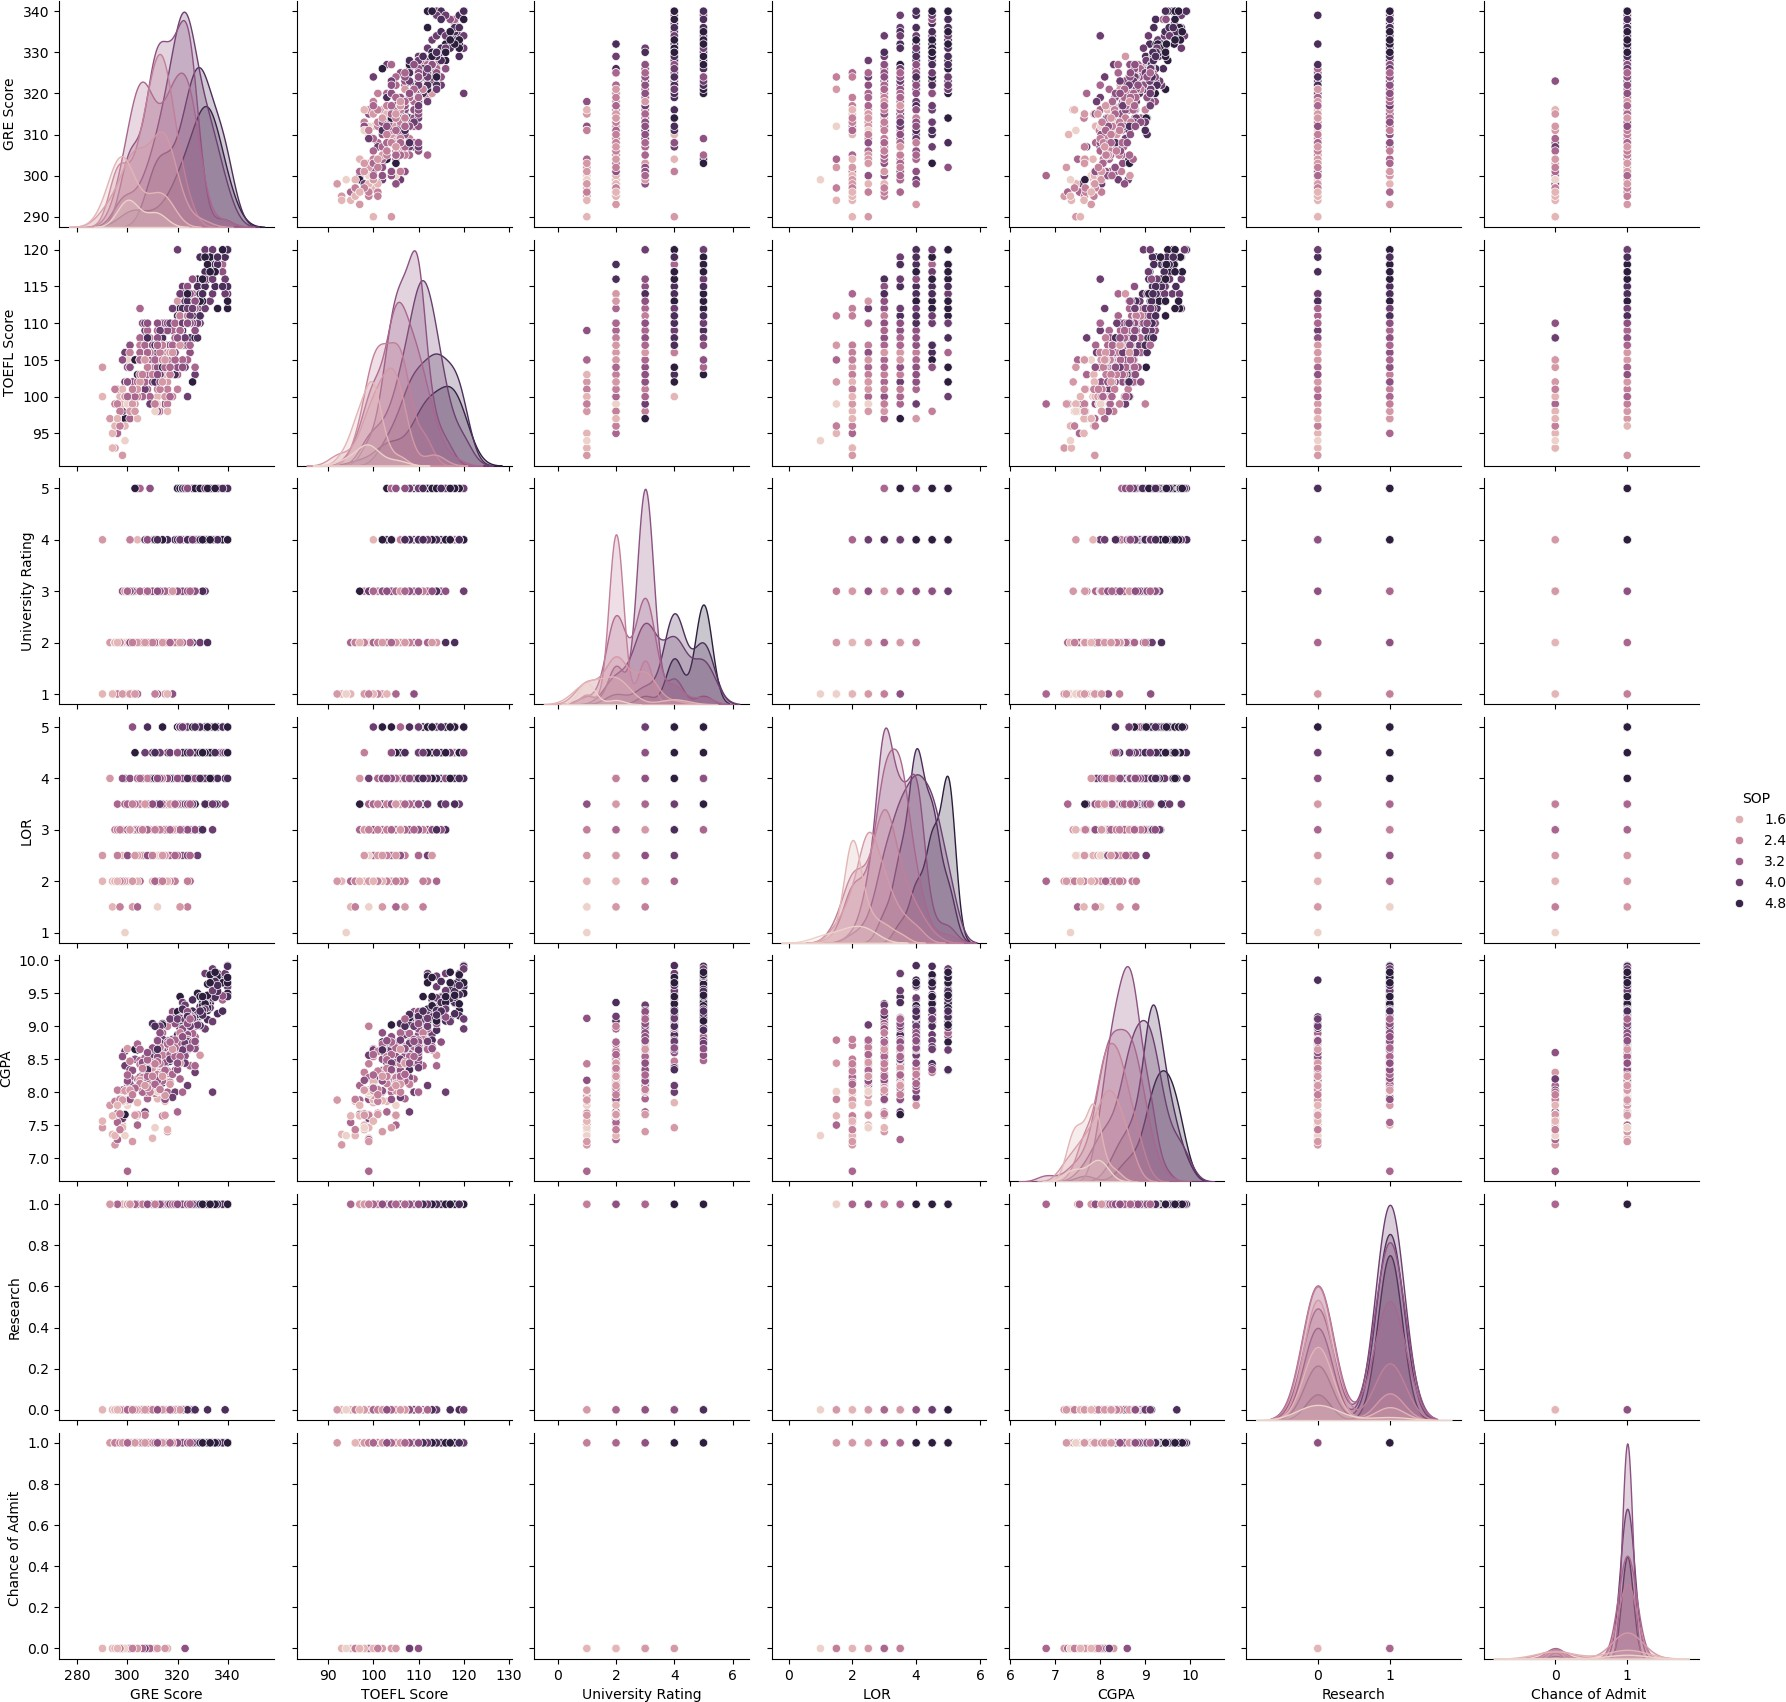 340
330
320
310
300
290
GRE Score
120
115
110
105
100
95
TOEFL Score
5
4
3
2
1
University Rating
5
4
3
2
1
LOR
SOP
1.6
2.4
3.2
4.0
4.8
10.0
9.5
9.0
8.5
8.0
7.5
7.0
CGPA
1.0
0.8
0.6
0.4
0.2
0.0
Research
1.0
0.8
0.6
0.4
0.2
0.0
Chance of Admit
280 300 320 340
90 100 110 120 130
0 2 4 6
0 2 4 6
6 7 8 9 10
0 1
0 1
GRE Score
TOEFL Score
University Rating
LOR
CGPA
Research
Chance of Admit